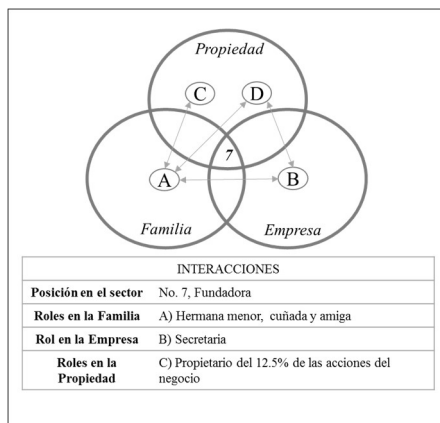 Propiedad
C D
7
A B
Familia Empresa
INTERACCIONES
Posición en el sector No. 7, Fundadora
Roles en la Familia A) Hermana menor, cuñada y amiga
Rol en la Empresa B) Secretaria
Roles en la
Propiedad
C) Propietario del 12.5% de las acciones del
negocio